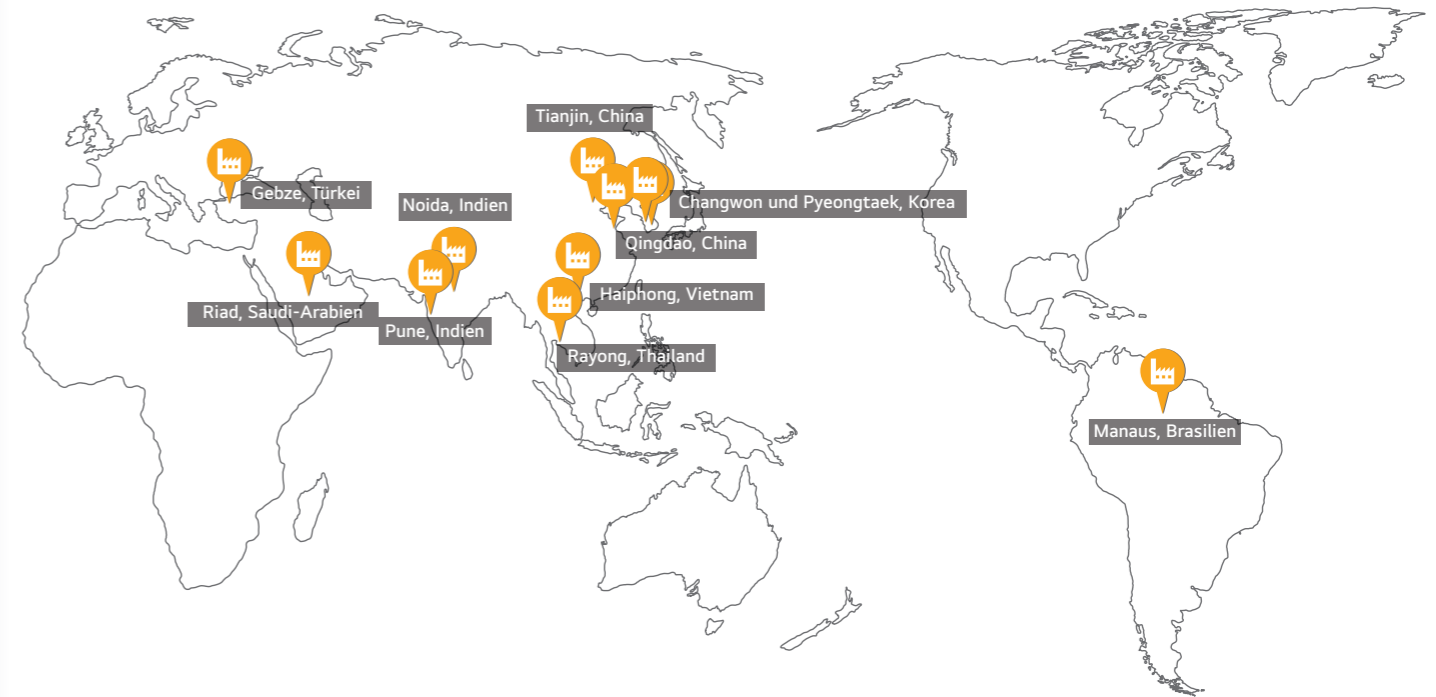 Tianjin, China
Gebze, Türkei
Noida, Indien
Changwon und Pyeongtaek, Korea
Qingdao, China
Haiphong, Vietnam
Riad, Saudi-Arabien
Pune, Indien
Rayong, Thailand
Manaus, Brasilien